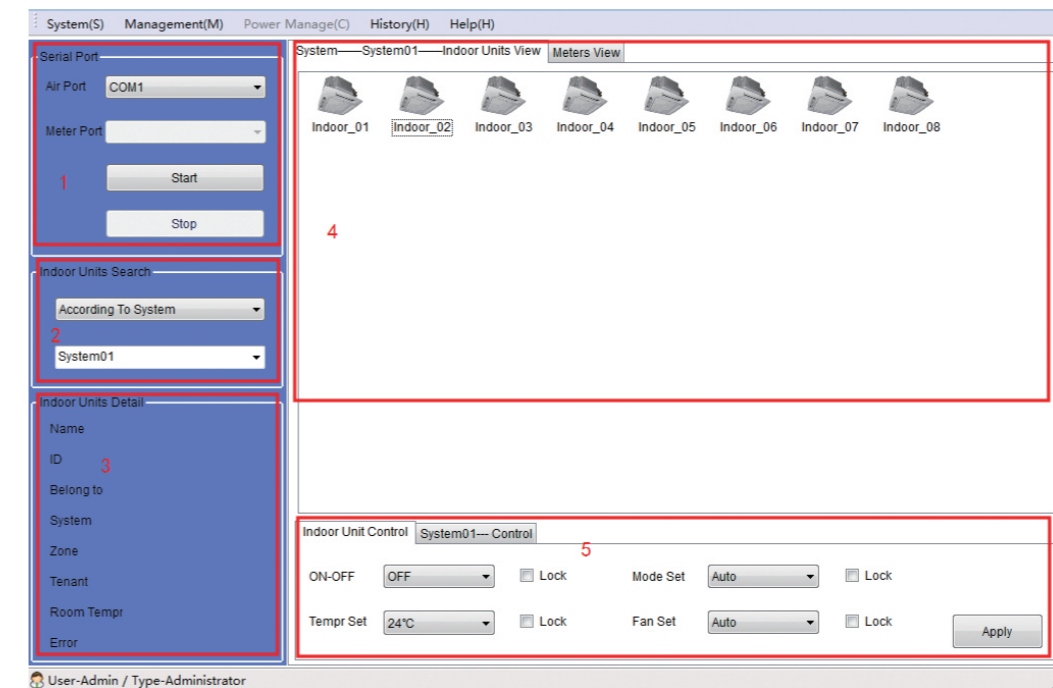 System(S) Management(M) Power Manage(C) History(H) Help(H)
Serial Port
Air Port COM1
Meter Port
1
Start
Stop
Indoor Units Search
According To System
2
System01
Indoor Units Detail
Name
ID
3
Belong to
System
Zone
Tenant
Room Tempr
Error
System——System01——Indoor Units View Meters View
Indoor_01 Indoor_02 Indoor_03 Indoor_04 Indoor_05 Indoor_06 Indoor_07 Indoor_08
4
Indoor Unit Control System01--- Control
5
ON-OFF OFF Lock Mode Set Auto Lock
Tempr Set 24℃ Lock Fan Set Auto Lock
Apply
User-Admin / Type-Administrator